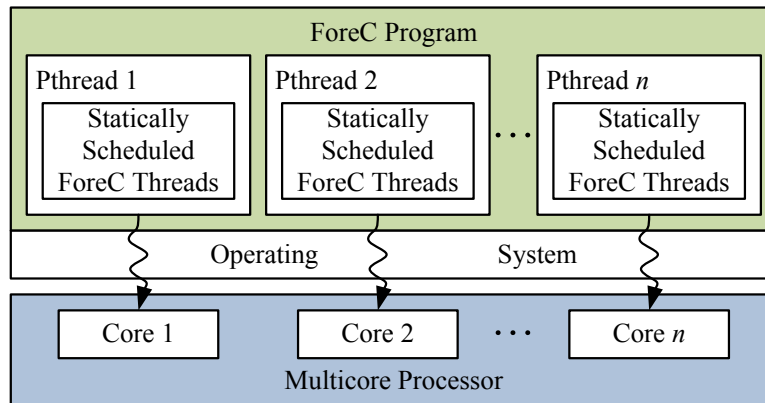 ForeC Program
Pthread 1
Statically
Scheduled
ForeC Threads
Pthread 2
Statically
Scheduled
ForeC Threads
...
Pthread n
Statically
Scheduled
ForeC Threads
Operating System
Core 1
Core 2
...
Core n
Multicore Processor